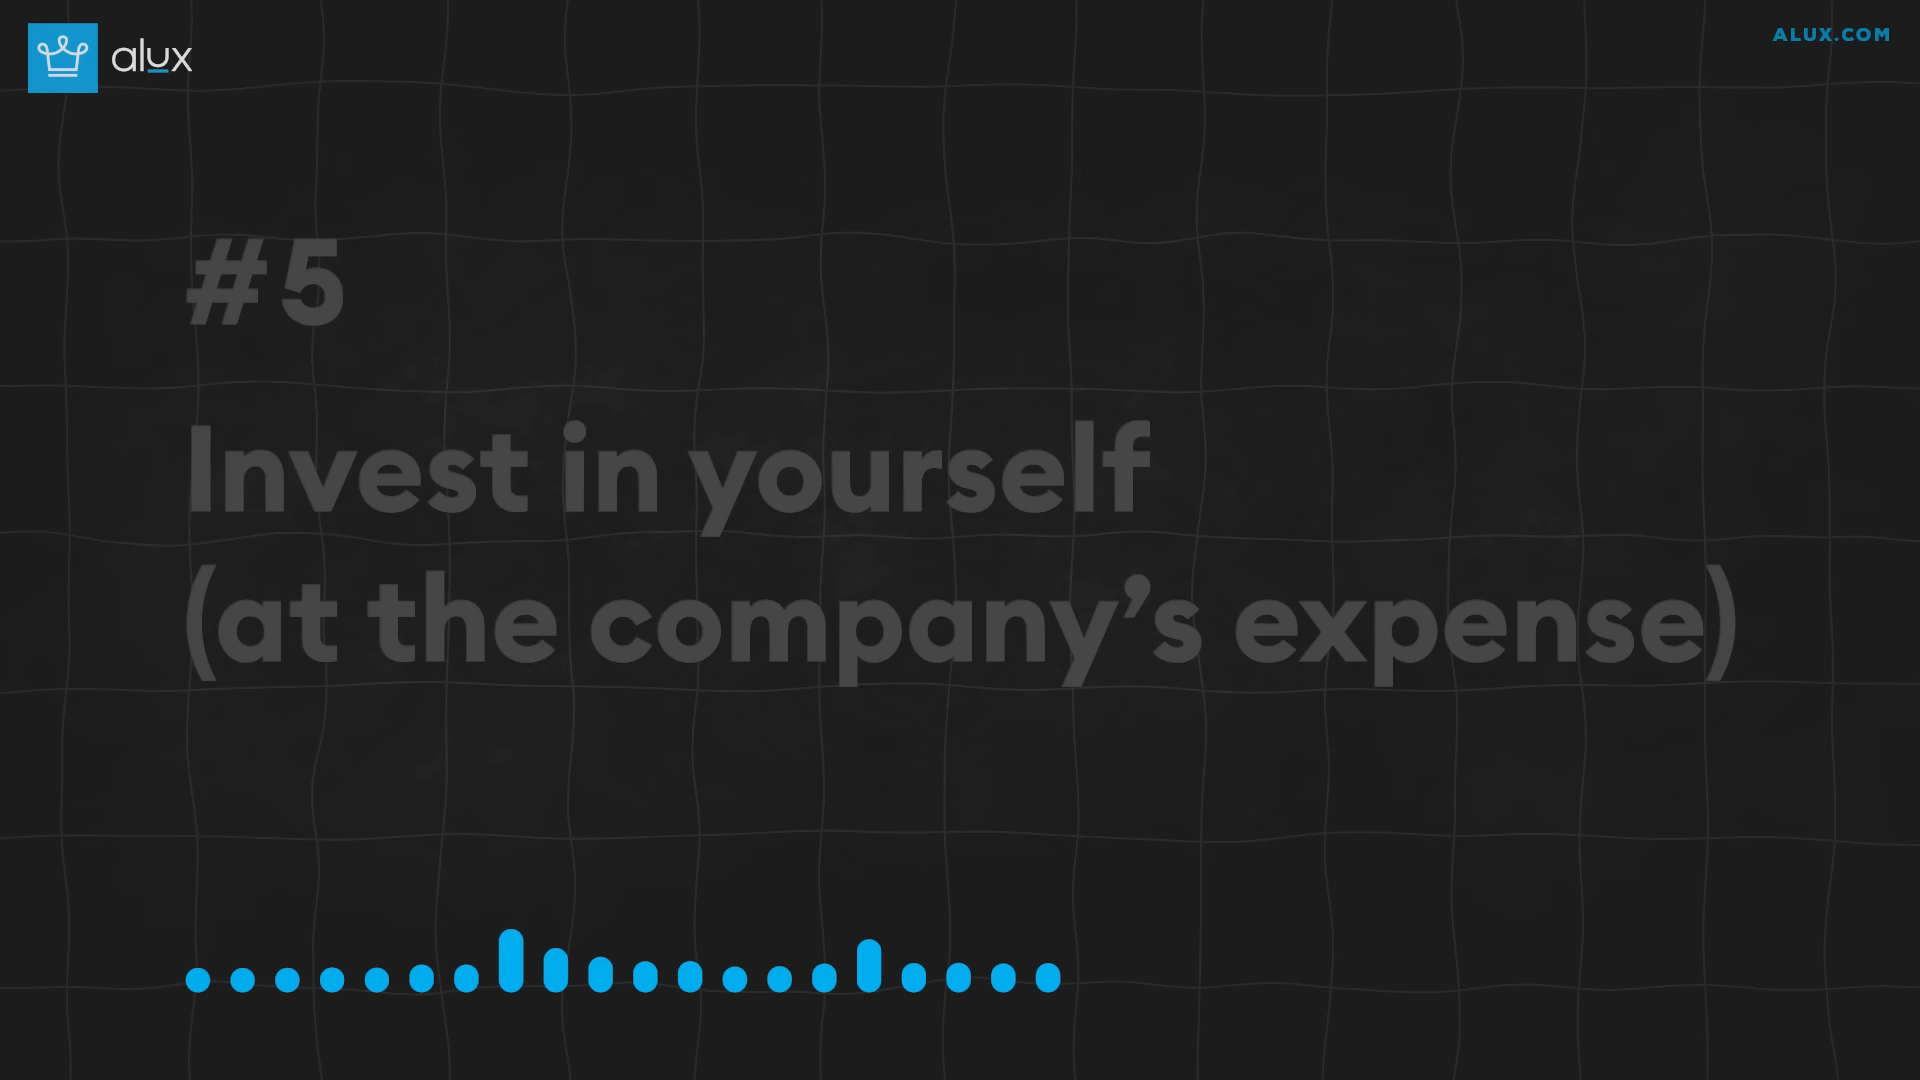 alux
ALUX.COM
#5
Invest in yourself
(at the company’s expense)